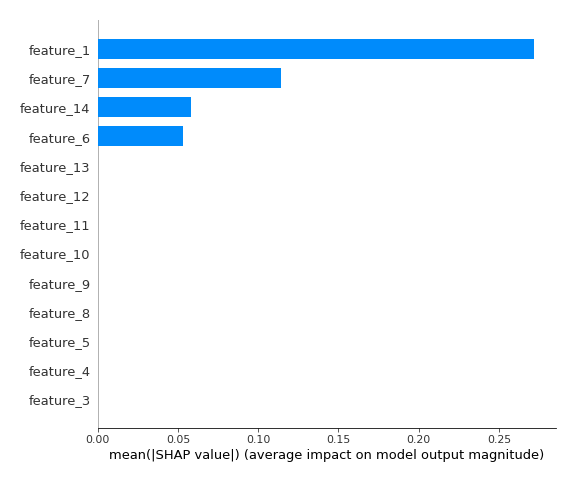 feature_1
feature_7
feature_14
feature_6
feature_13
feature_12
feature_11
feature_10
feature_9
feature_8
feature_5
feature_4
feature_3
0.00 0.05 0.10 0.15 0.20 0.25
mean(|SHAP value|) (average impact on model output magnitude)